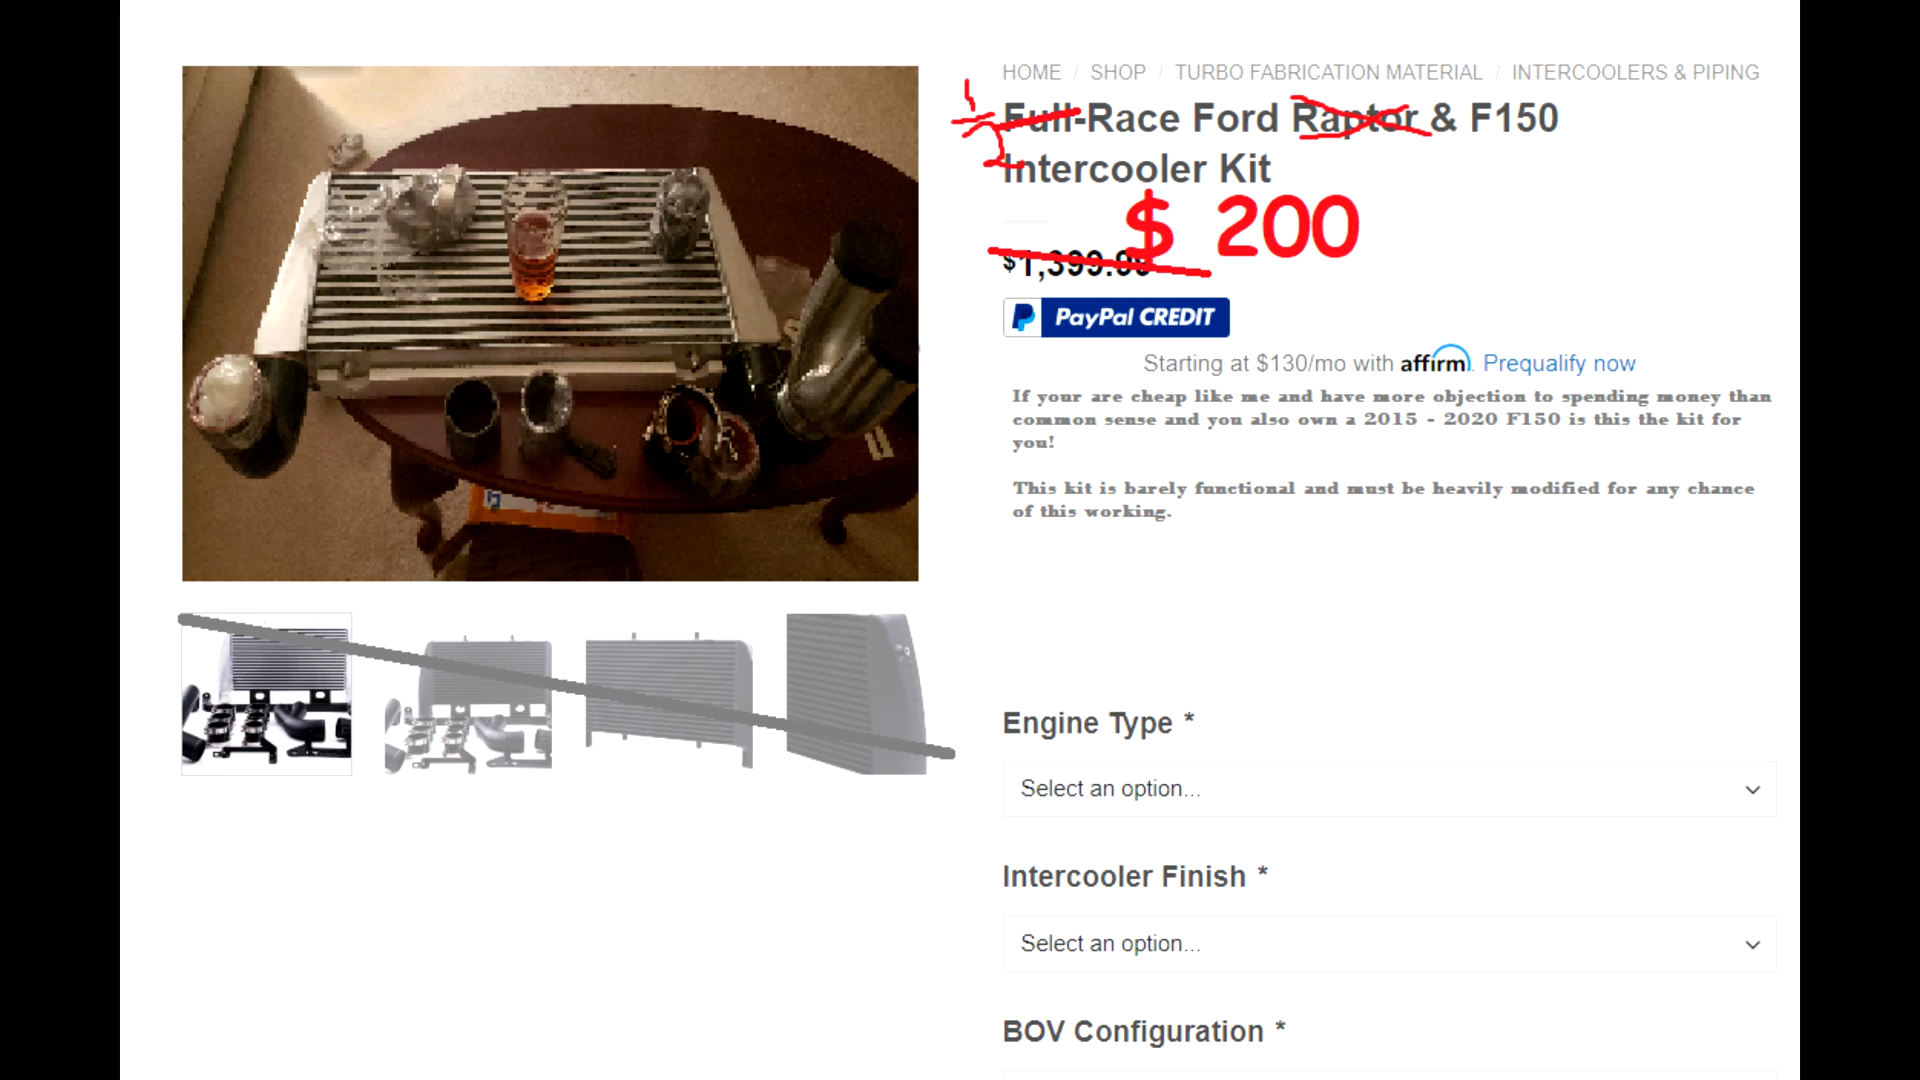 HOME / SHOP / TURBO FABRICATION MATERIAL / INTERCOOLERS & PIPING
1/2
Full-Race Ford Raptor & F150
Intercooler Kit
$ 200
$1,399.99
PayPal CREDIT
Starting at $130/mo with affirm. Prequalify now
If your are cheap like me and have more objection to spending money than
common sense and you also own a 2015 - 2020 F150 is this the kit for
you!
This kit is barely functional and must be heavily modified for any chance
of this working.
Engine Type *
Select an option...
Intercooler Finish *
Select an option...
BOV Configuration *